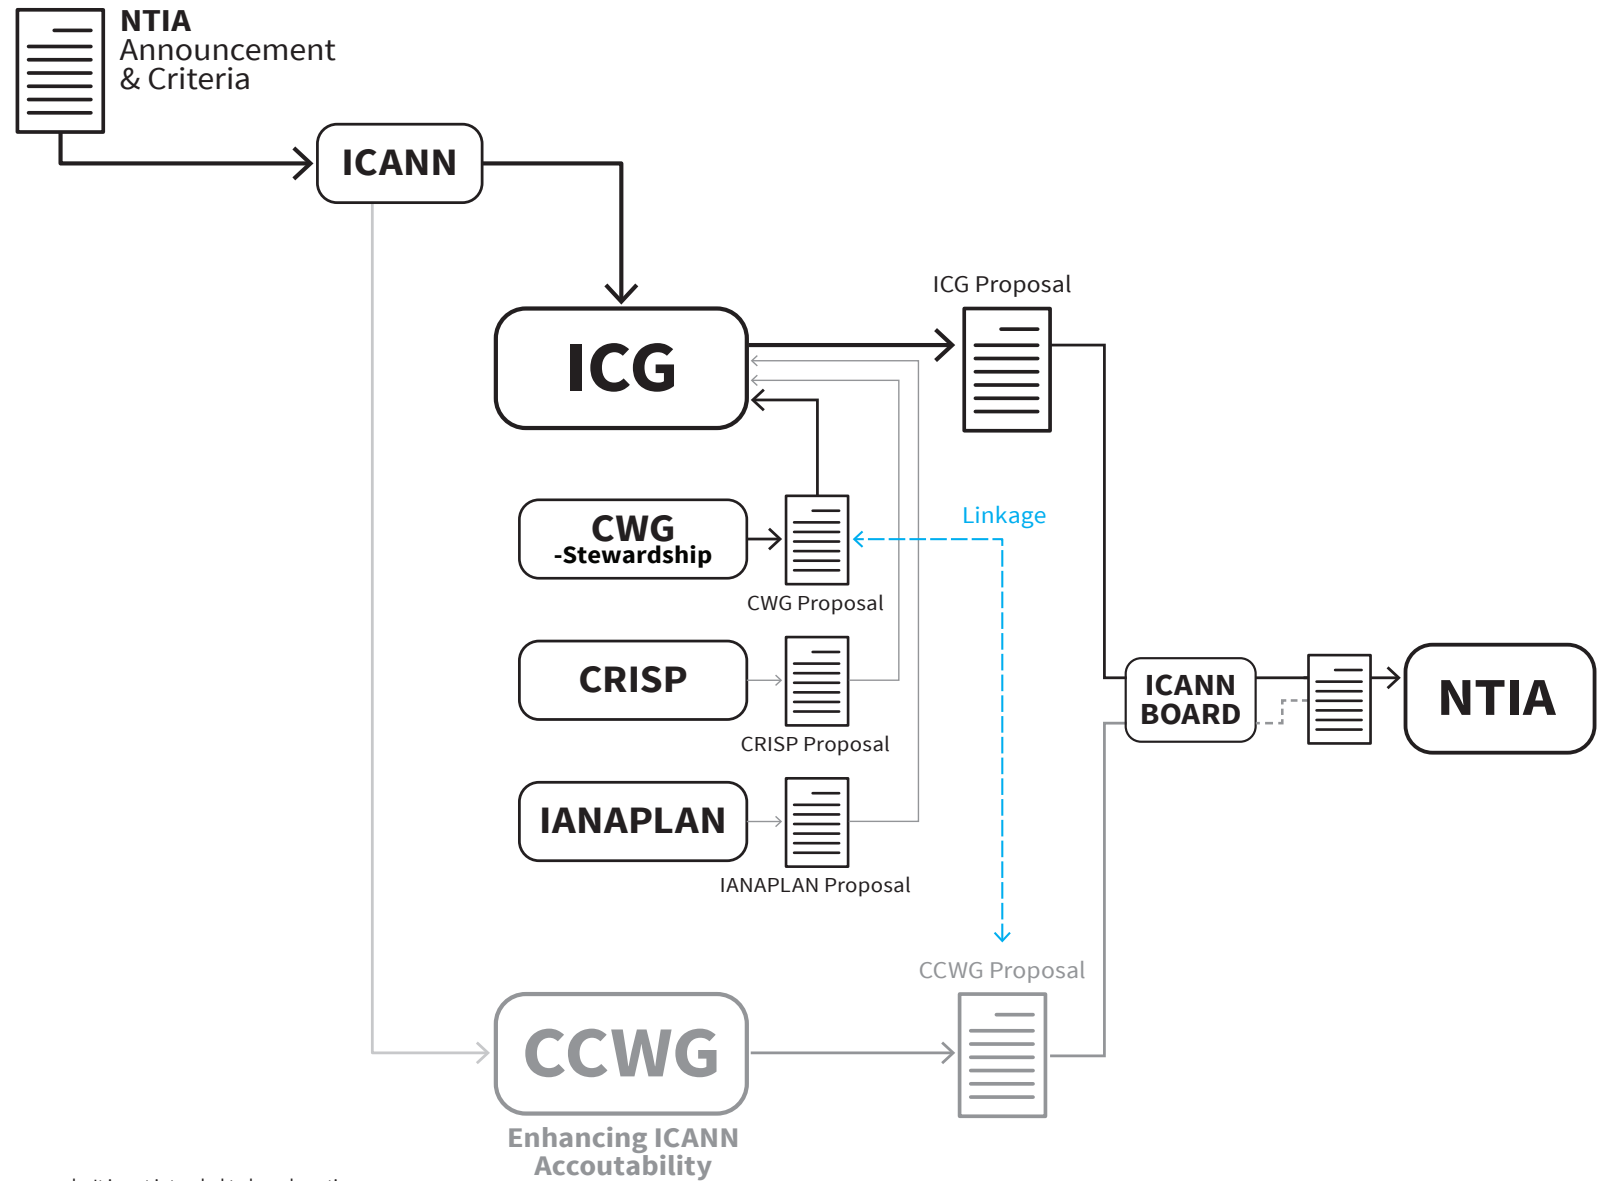 NTIA
Announcement
& Criteria
ICANN
ICG Proposal
ICG
Linkage
CWG
-Stewardship
CWG Proposal
CRISP
ICANN
BOARD
NTIA
CRISP Proposal
IANAPLAN
IANAPLAN Proposal
CCWG Proposal
CCWG
Enhancing ICANN
Accoutability